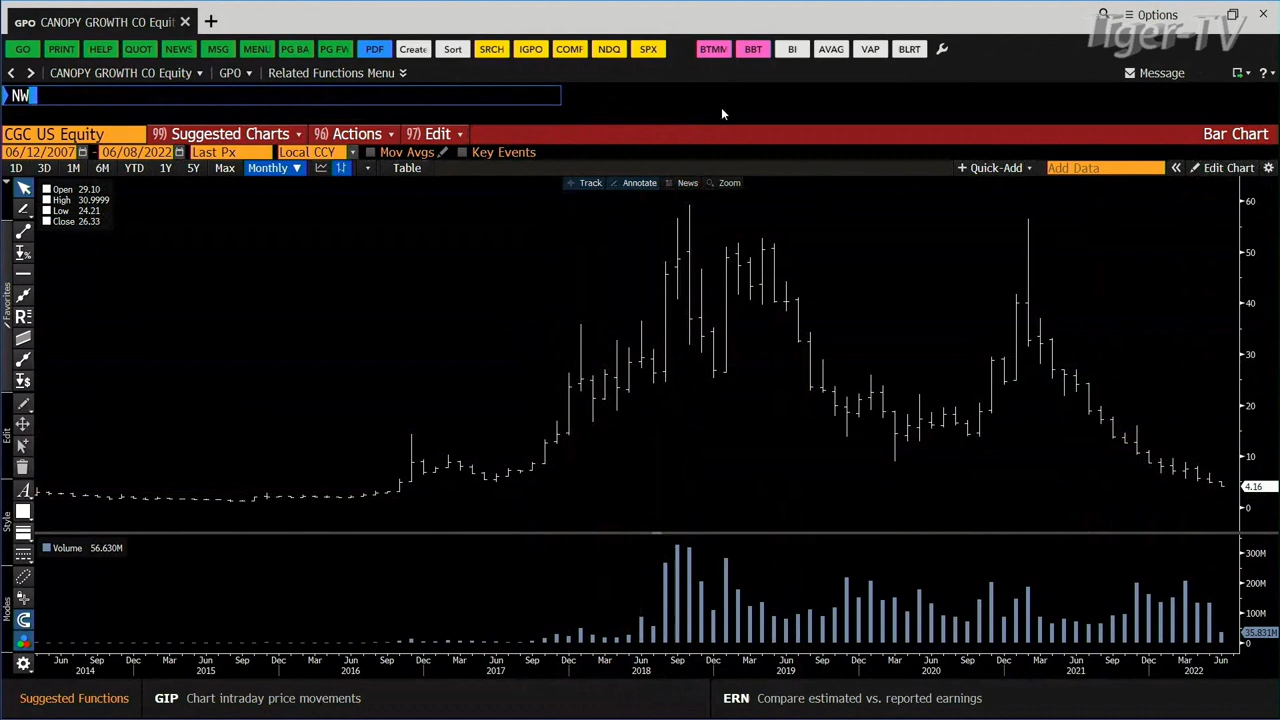 GPO CANOPY GROWTH CO Equit
Options
Tiger-TV
GO PRINT HELP QUOT NEWS MSG MENU PG BA PG FW PDF Create Sort SRCH IGPO COMF NDQ SPX BTMM BBT BI AVAG VAP BLRT
CANOPY GROWTH CO Equity GPO Related Functions Menu Message ?
NW
CGC US Equity 99) Suggested Charts 96) Actions 97) Edit Bar Chart
06/12/2007 - 06/08/2022 Last Px Local CCY Mov Avgs Key Events
1D 3D 1M 6M YTD 1Y 5Y Max Monthly ▼ Table + Quick-Add Add Data Edit Chart
Track Annotate News Zoom
Open 29.10
High 30.9999
Low 24.21
Close 26.33
60
50
40
30
20
10
4.16
0
Favorites
Edit
Style
Modes
Volume 56.630M
300M
200M
100M
35.831M
0
Jun Sep Dec Mar Jun Sep Dec Mar Jun Sep Dec Mar Jun Sep Dec Mar Jun Sep Dec Mar Jun Sep Dec Mar Jun Sep Dec Mar Jun Sep Dec Mar Jun
2014 2015 2016 2017 2018 2019 2020 2021 2022
Suggested Functions GIP Chart intraday price movements ERN Compare estimated vs. reported earnings